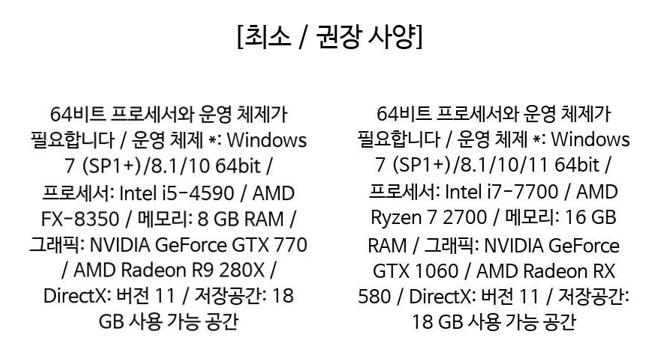 [최소 / 권장 사양]
64비트 프로세서와 운영 체제가
필요합니다 / 운영 체제 *: Windows
7 (SP1+)/8.1/10 64bit /
프로세서: Intel i5-4590 / AMD
FX-8350 / 메모리: 8 GB RAM /
그래픽: NVIDIA GeForce GTX 770
/ AMD Radeon R9 280X /
DirectX: 버전 11 / 저장공간: 18
GB 사용 가능 공간
64비트 프로세서와 운영 체제가
필요합니다 / 운영 체제 *: Windows
7 (SP1+)/8.1/10/11 64bit /
프로세서: Intel i7-7700 / AMD
Ryzen 7 2700 / 메모리: 16 GB
RAM / 그래픽: NVIDIA GeForce
GTX 1060 / AMD Radeon RX
580 / DirectX: 버전 11 / 저장공간:
18 GB 사용 가능 공간